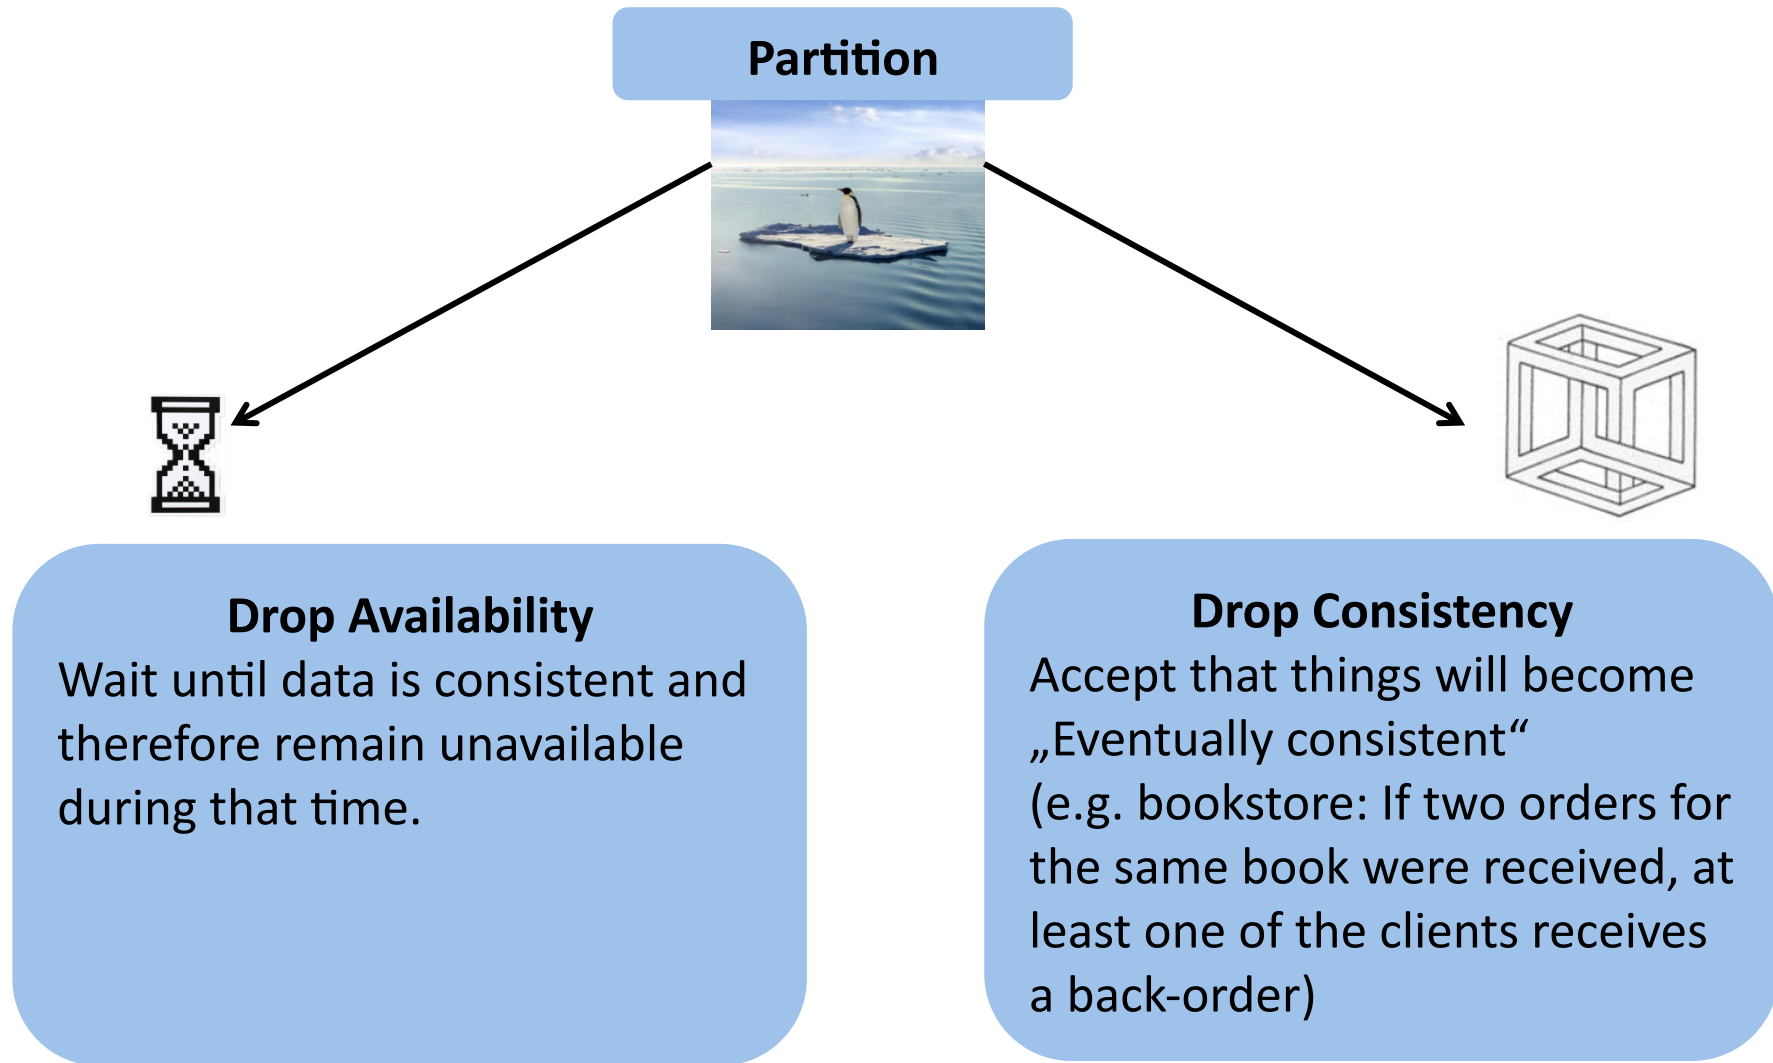 Partition
Drop Availability
Wait until data is consistent and
therefore remain unavailable
during that time.
Drop Consistency
Accept that things will become
„Eventually consistent“
(e.g. bookstore: If two orders for
the same book were received, at
least one of the clients receives
a back-order)